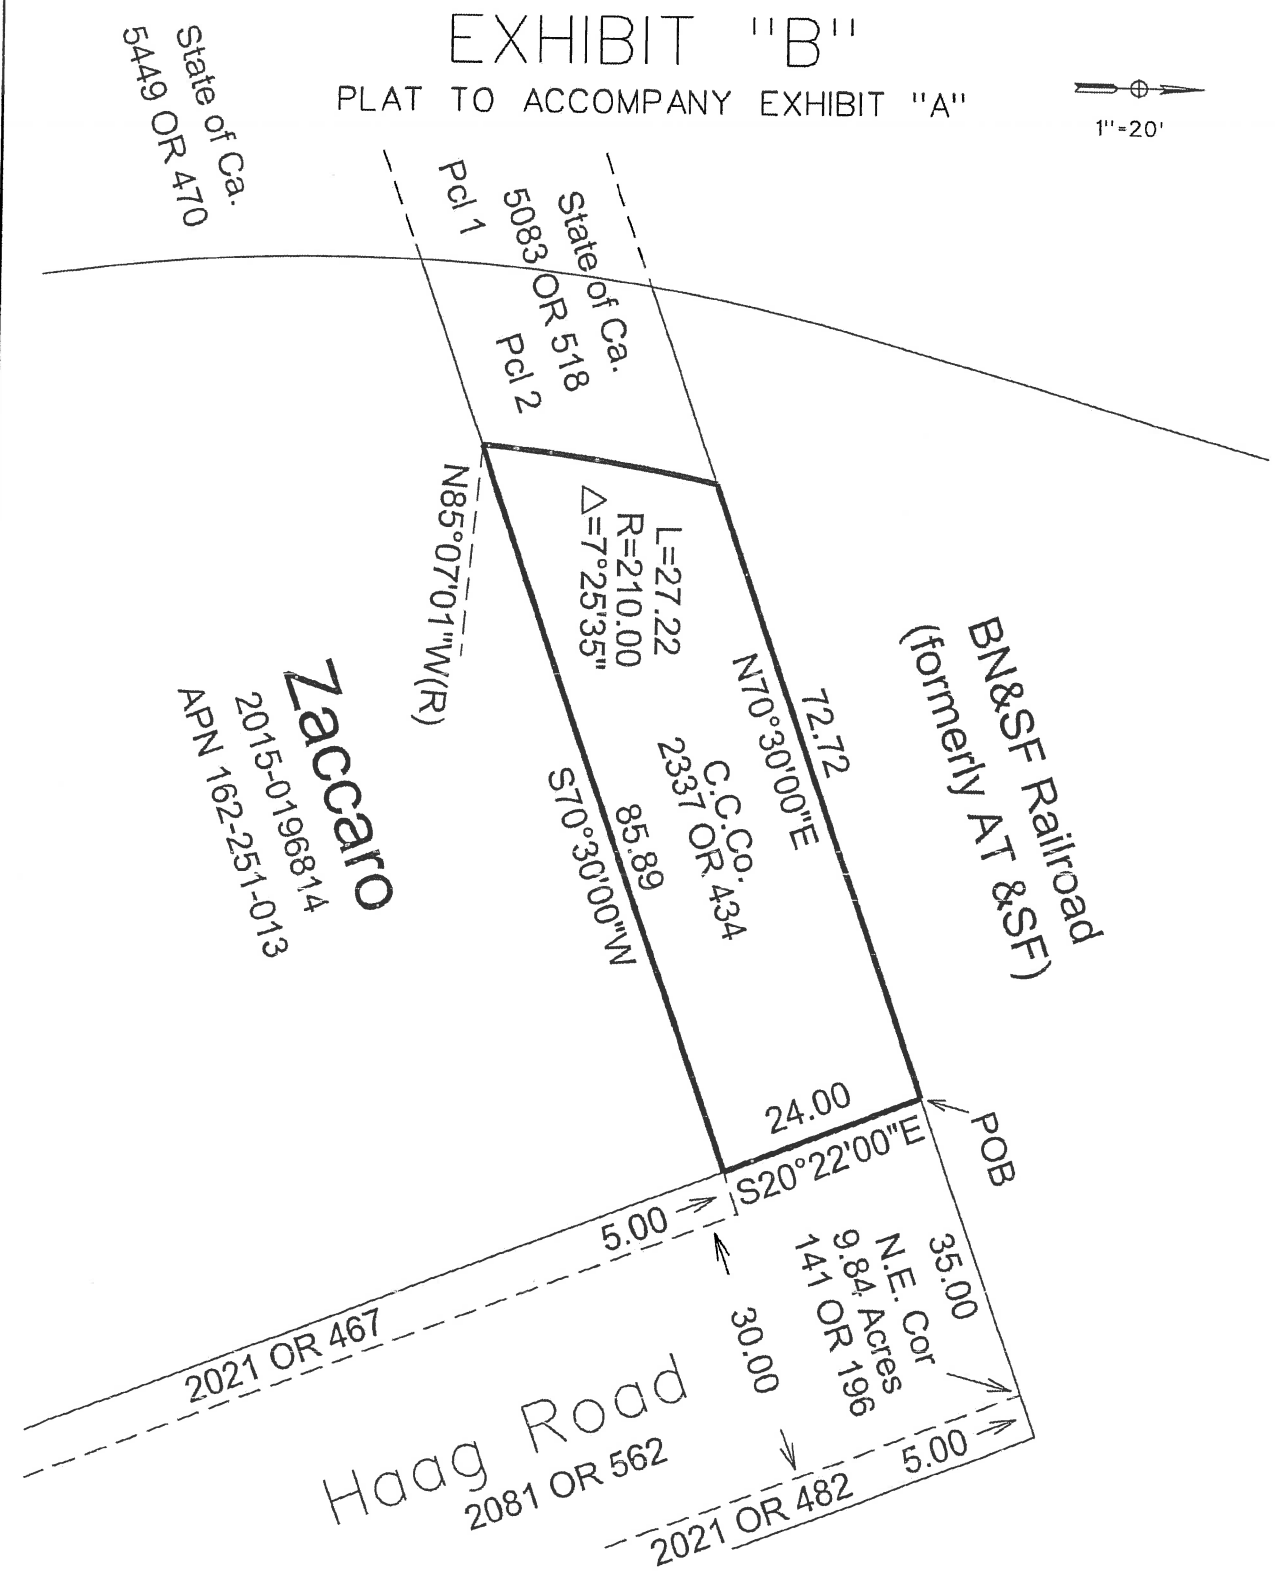 EXHIBIT "B"
PLAT TO ACCOMPANY EXHIBIT "A"
1"=20'
State of Ca.
5449 OR 470
Pcl 1
State of Ca.
5083 OR 518
Pcl 2
N85°07'01"W(R)
L=27.22
R=210.00
△=7°25'35"
72.72
N70°30'00"E
BN&SF Railroad
(formerly AT &SF)
C.C.Co.
2337 OR 434
85.89
S70°30'00"W
Zaccaro
2015-0196814
APN 162-251-013
24.00
S20°22'00"E
POB
5.00
35.00
N.E. Cor
9.84 Acres
141 OR 196
30.00
2021 OR 467
Haag Road
2081 OR 562
5.00
2021 OR 482